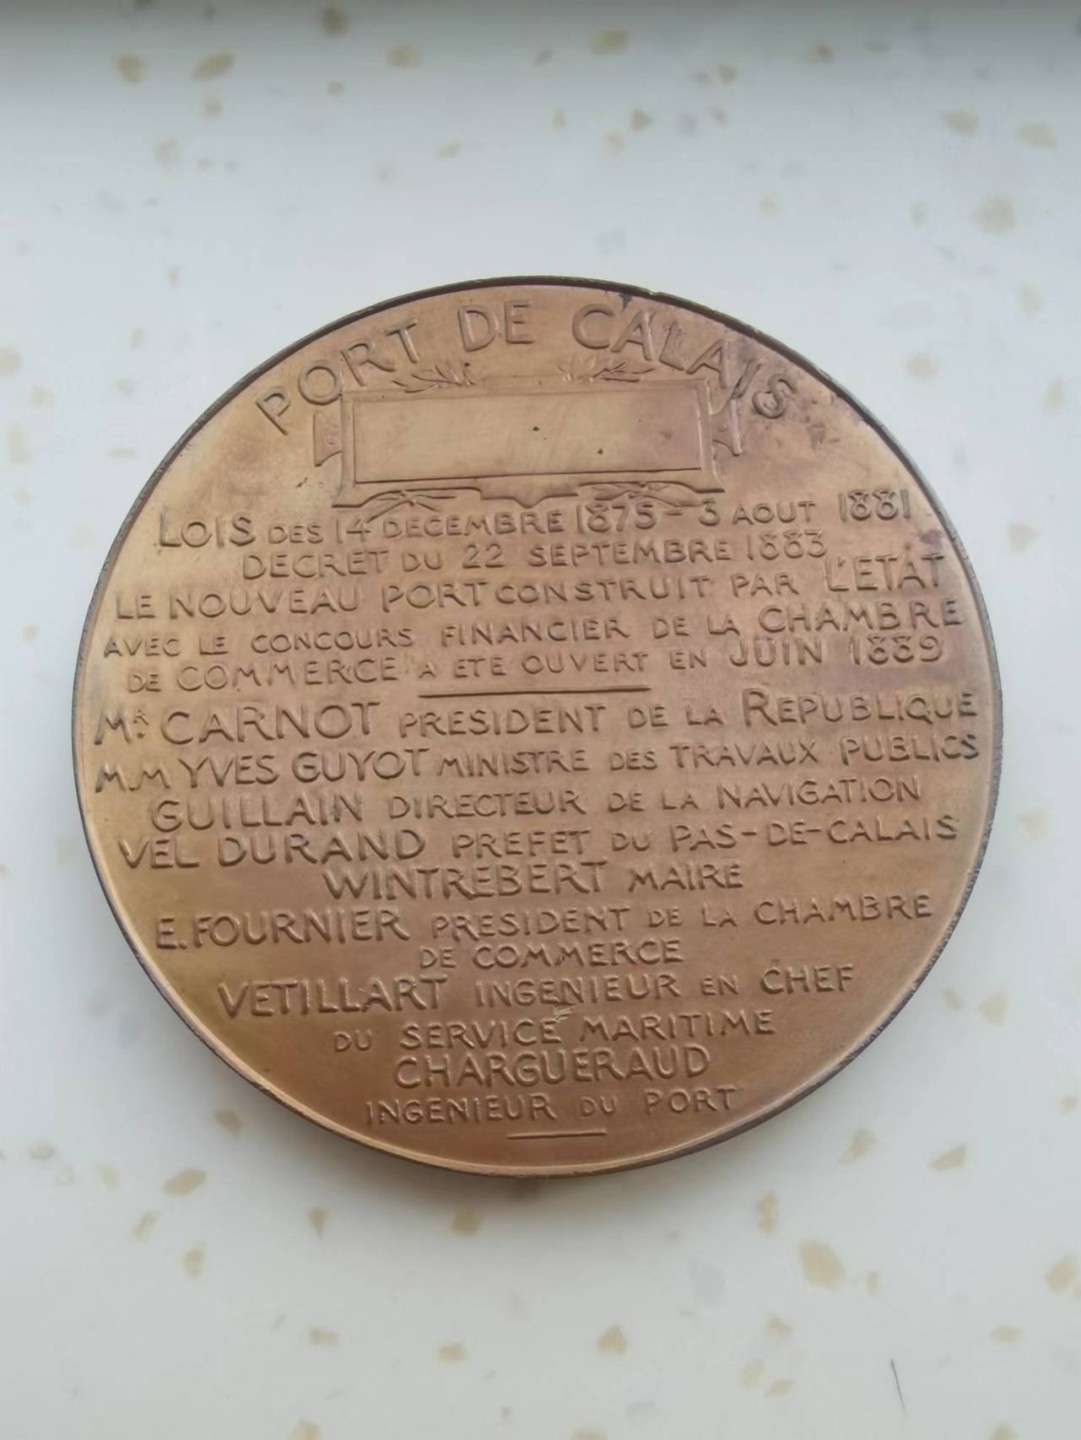 PORT DE CALAIS
LOIS DES 14 DECEMBRE 1875 - 3 AOUT 1881
DECRET DU 22 SEPTEMBRE 1883
LE NOUVEAU PORT CONSTRUIT PAR L'ETAT
AVEC LE CONCOURS FINANCIER DE LA CHAMBRE
DE COMMERCE A ETE OUVERT EN JUIN 1889
MR CARNOT PRESIDENT DE LA REPUBLIQUE
MM YVES GUYOT MINISTRE DES TRAVAUX PUBLICS
GUILLAIN DIRECTEUR DE LA NAVIGATION
VEL DURAND PREFET DU PAS-DE-CALAIS
WINTREBERT MAIRE
E. FOURNIER PRESIDENT DE LA CHAMBRE
DE COMMERCE
VETILLART INGENIEUR EN CHEF
DU SERVICE MARITIME
CHARGUERAUD
INGENIEUR DU PORT